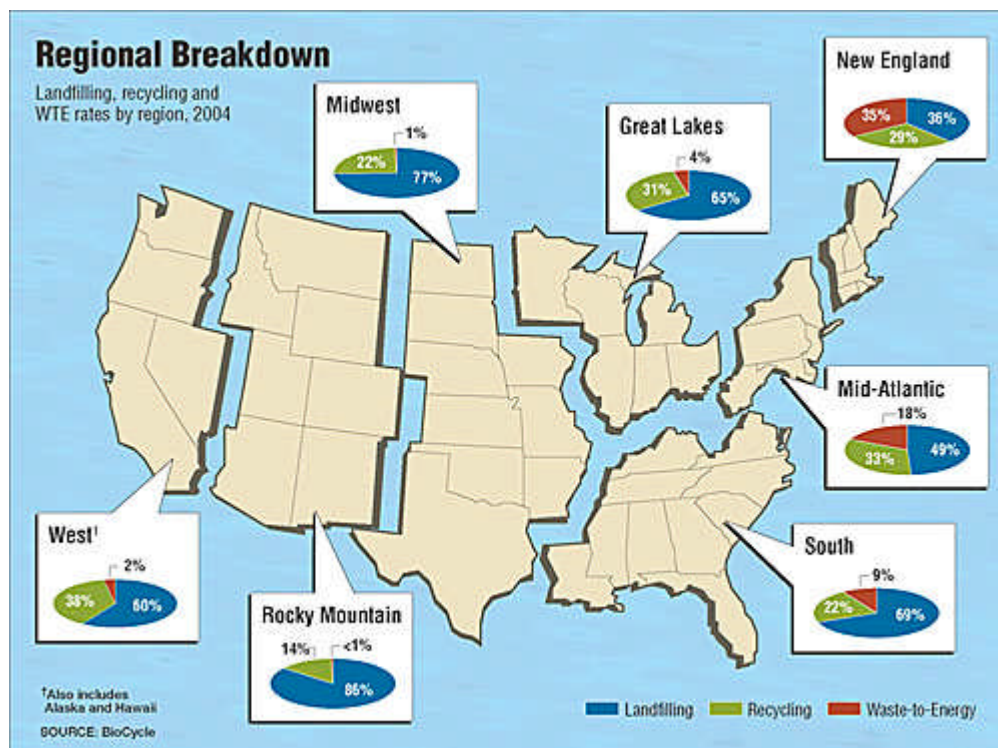 Regional Breakdown
Landfilling, recycling and
WTE rates by region, 2004
Midwest
1%
22%
77%
Great Lakes
4%
31%
65%
New England
35%
36%
29%
Mid-Atlantic
18%
49%
33%
West†
2%
38%
60%
Rocky Mountain
14%
<1%
86%
South
9%
22%
69%
†Also includes
Alaska and Hawaii
SOURCE: BioCycle
Landfilling
Recycling
Waste-to-Energy